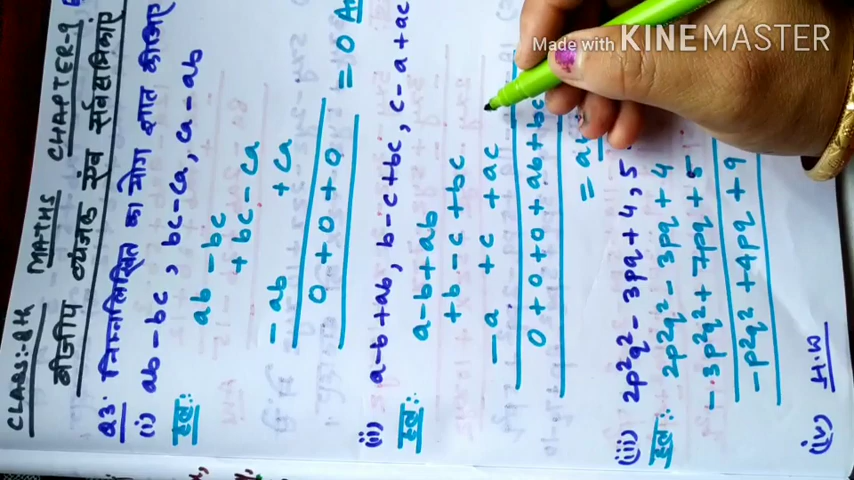 Made with KINEMASTER
CLASS:- 8th MATHS CHAPTER-9
बीजीय व्यंजक एंव सर्वसमिकाए
Q3. निम्नलिखित का योग ज्ञात कीजिए
(i) ab-bc, bc-ca, ca-ab
हल:
ab-bc
+bc-ca
-ab +ca
0+0+0 = 0 An
(ii) a-b+ab, b-c+bc, c-a+ac
हल:
a-b+ab
+b-c+bc
-a +c +ac
0+0+0+ab+bc
= a
(iii) 2p²q²-3pq+4, 5
हल:
2p²q²-3pq+4
-3p²q²+7pq+5
-p²q²+4pq+9
(iv) H.W